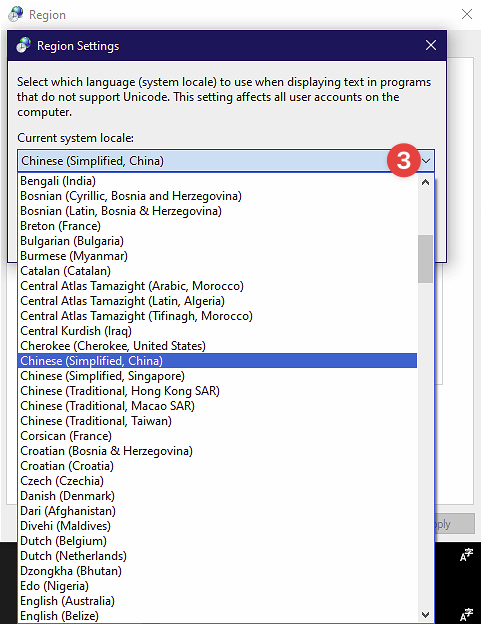 Region
Region Settings
Select which language (system locale) to use when displaying text in programs
that do not support Unicode. This setting affects all user accounts on the
computer.
Current system locale:
Chinese (Simplified, China)
3
Bengali (India)
Bosnian (Cyrillic, Bosnia and Herzegovina)
Bosnian (Latin, Bosnia & Herzegovina)
Breton (France)
Bulgarian (Bulgaria)
Burmese (Myanmar)
Catalan (Catalan)
Central Atlas Tamazight (Arabic, Morocco)
Central Atlas Tamazight (Latin, Algeria)
Central Atlas Tamazight (Tifinagh, Morocco)
Central Kurdish (Iraq)
Cherokee (Cherokee, United States)
Chinese (Simplified, China)
Chinese (Simplified, Singapore)
Chinese (Traditional, Hong Kong SAR)
Chinese (Traditional, Macao SAR)
Chinese (Traditional, Taiwan)
Corsican (France)
Croatian (Bosnia & Herzegovina)
Croatian (Croatia)
Czech (Czechia)
Danish (Denmark)
Dari (Afghanistan)
Divehi (Maldives)
Dutch (Belgium)
Dutch (Netherlands)
Dzongkha (Bhutan)
Edo (Nigeria)
English (Australia)
English (Belize)